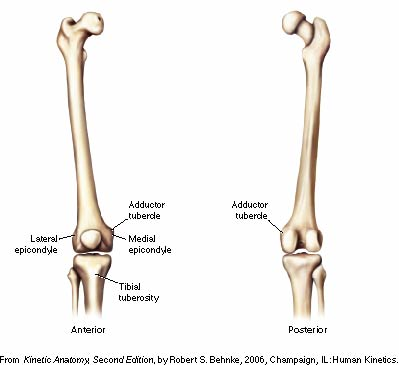 Adductor
tubercle
Lateral
epicondyle
Medial
epicondyle
Tibial
tuberosity
Anterior
Adductor
tubercle
Posterior
From Kinetic Anatomy, Second Edition, by Robert S. Behnke, 2006, Champaign, IL: Human Kinetics.